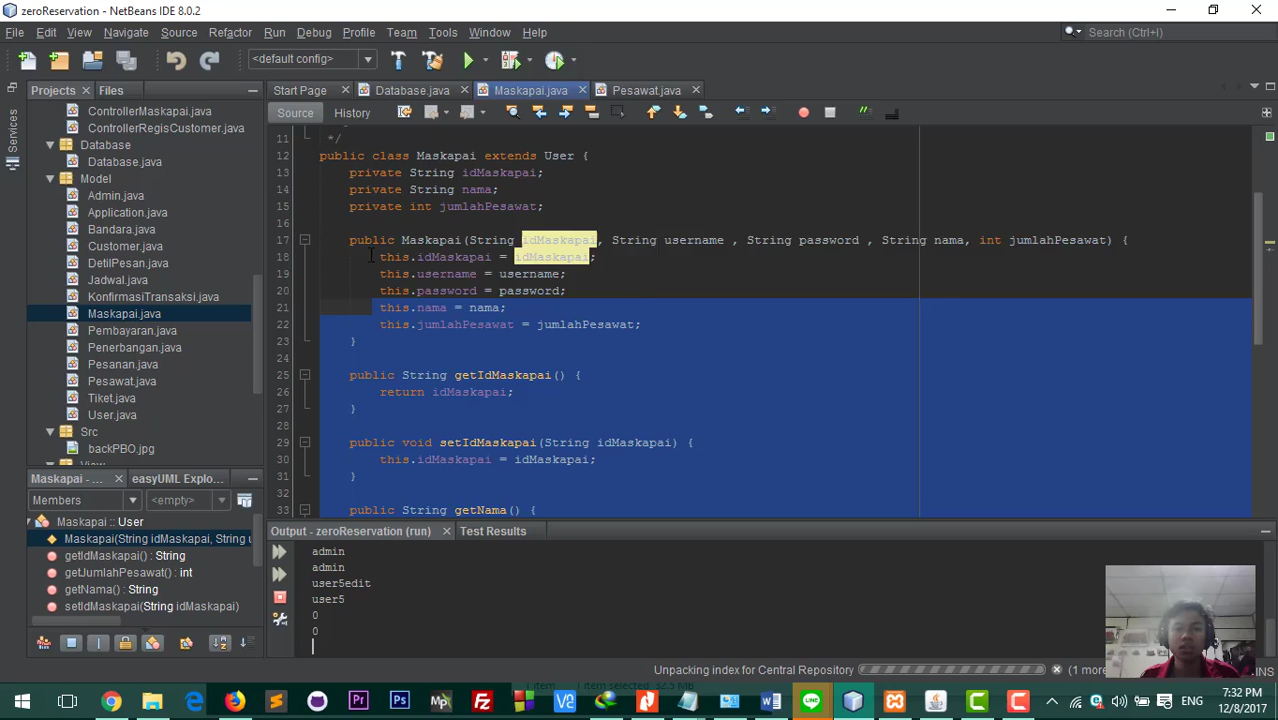 zeroReservation - NetBeans IDE 8.0.2
File Edit View Navigate Source Refactor Run Debug Profile Team Tools Window Help
Search (Ctrl+I)
<default config>
Projects Files
Start Page Database.java Maskapai.java Pesawat.java
Source History
Services
ControllerMaskapai.java
ControllerRegisCustomer.java
Database
Database.java
Model
Admin.java
Application.java
Bandara.java
Customer.java
DetilPesan.java
Jadwal.java
KonfirmasiTransaksi.java
Maskapai.java
Pembayaran.java
Penerbangan.java
Pesanan.java
Pesawat.java
Tiket.java
User.java
Src
backPBO.jpg
11 */
12 public class Maskapai extends User {
13 private String idMaskapai;
14 private String nama;
15 private int jumlahPesawat;
16
17 public Maskapai(String idMaskapai, String username , String password , String nama, int jumlahPesawat) {
18 this.idMaskapai = idMaskapai;
19 this.username = username;
20 this.password = password;
21 this.nama = nama;
22 this.jumlahPesawat = jumlahPesawat;
23 }
24
25 public String getIdMaskapai() {
26 return idMaskapai;
27 }
28
29 public void setIdMaskapai(String idMaskapai) {
30 this.idMaskapai = idMaskapai;
31 }
32
33 public String getNama() {
Maskapai - ... easyUML Explo...
Members <empty>
Maskapai :: User
Maskapai(String idMaskapai, String u
getIdMaskapai() : String
getJumlahPesawat() : int
getNama() : String
setIdMaskapai(String idMaskapai)
Output - zeroReservation (run) Test Results
admin
admin
user5edit
user5
0
0
Unpacking index for Central Repository
(1 more
INS
7:32 PM
12/8/2017